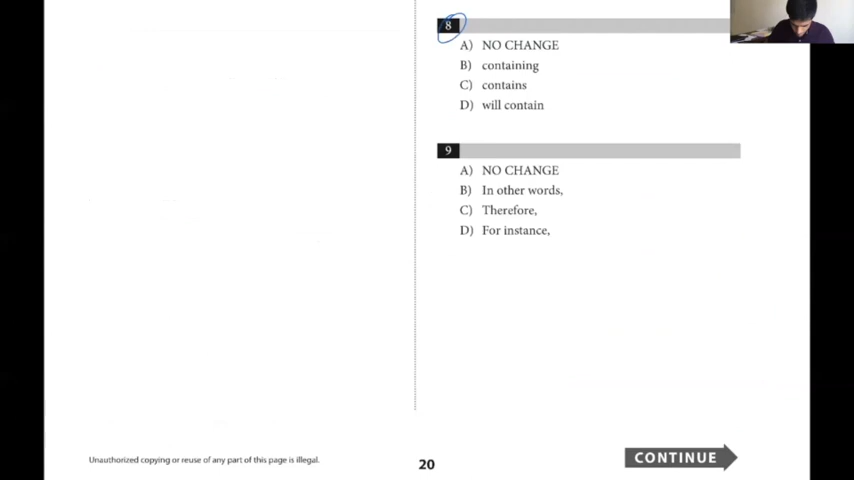 8
A) NO CHANGE
B) containing
C) contains
D) will contain
9
A) NO CHANGE
B) In other words,
C) Therefore,
D) For instance,
Unauthorized copying or reuse of any part of this page is illegal.
20
CONTINUE